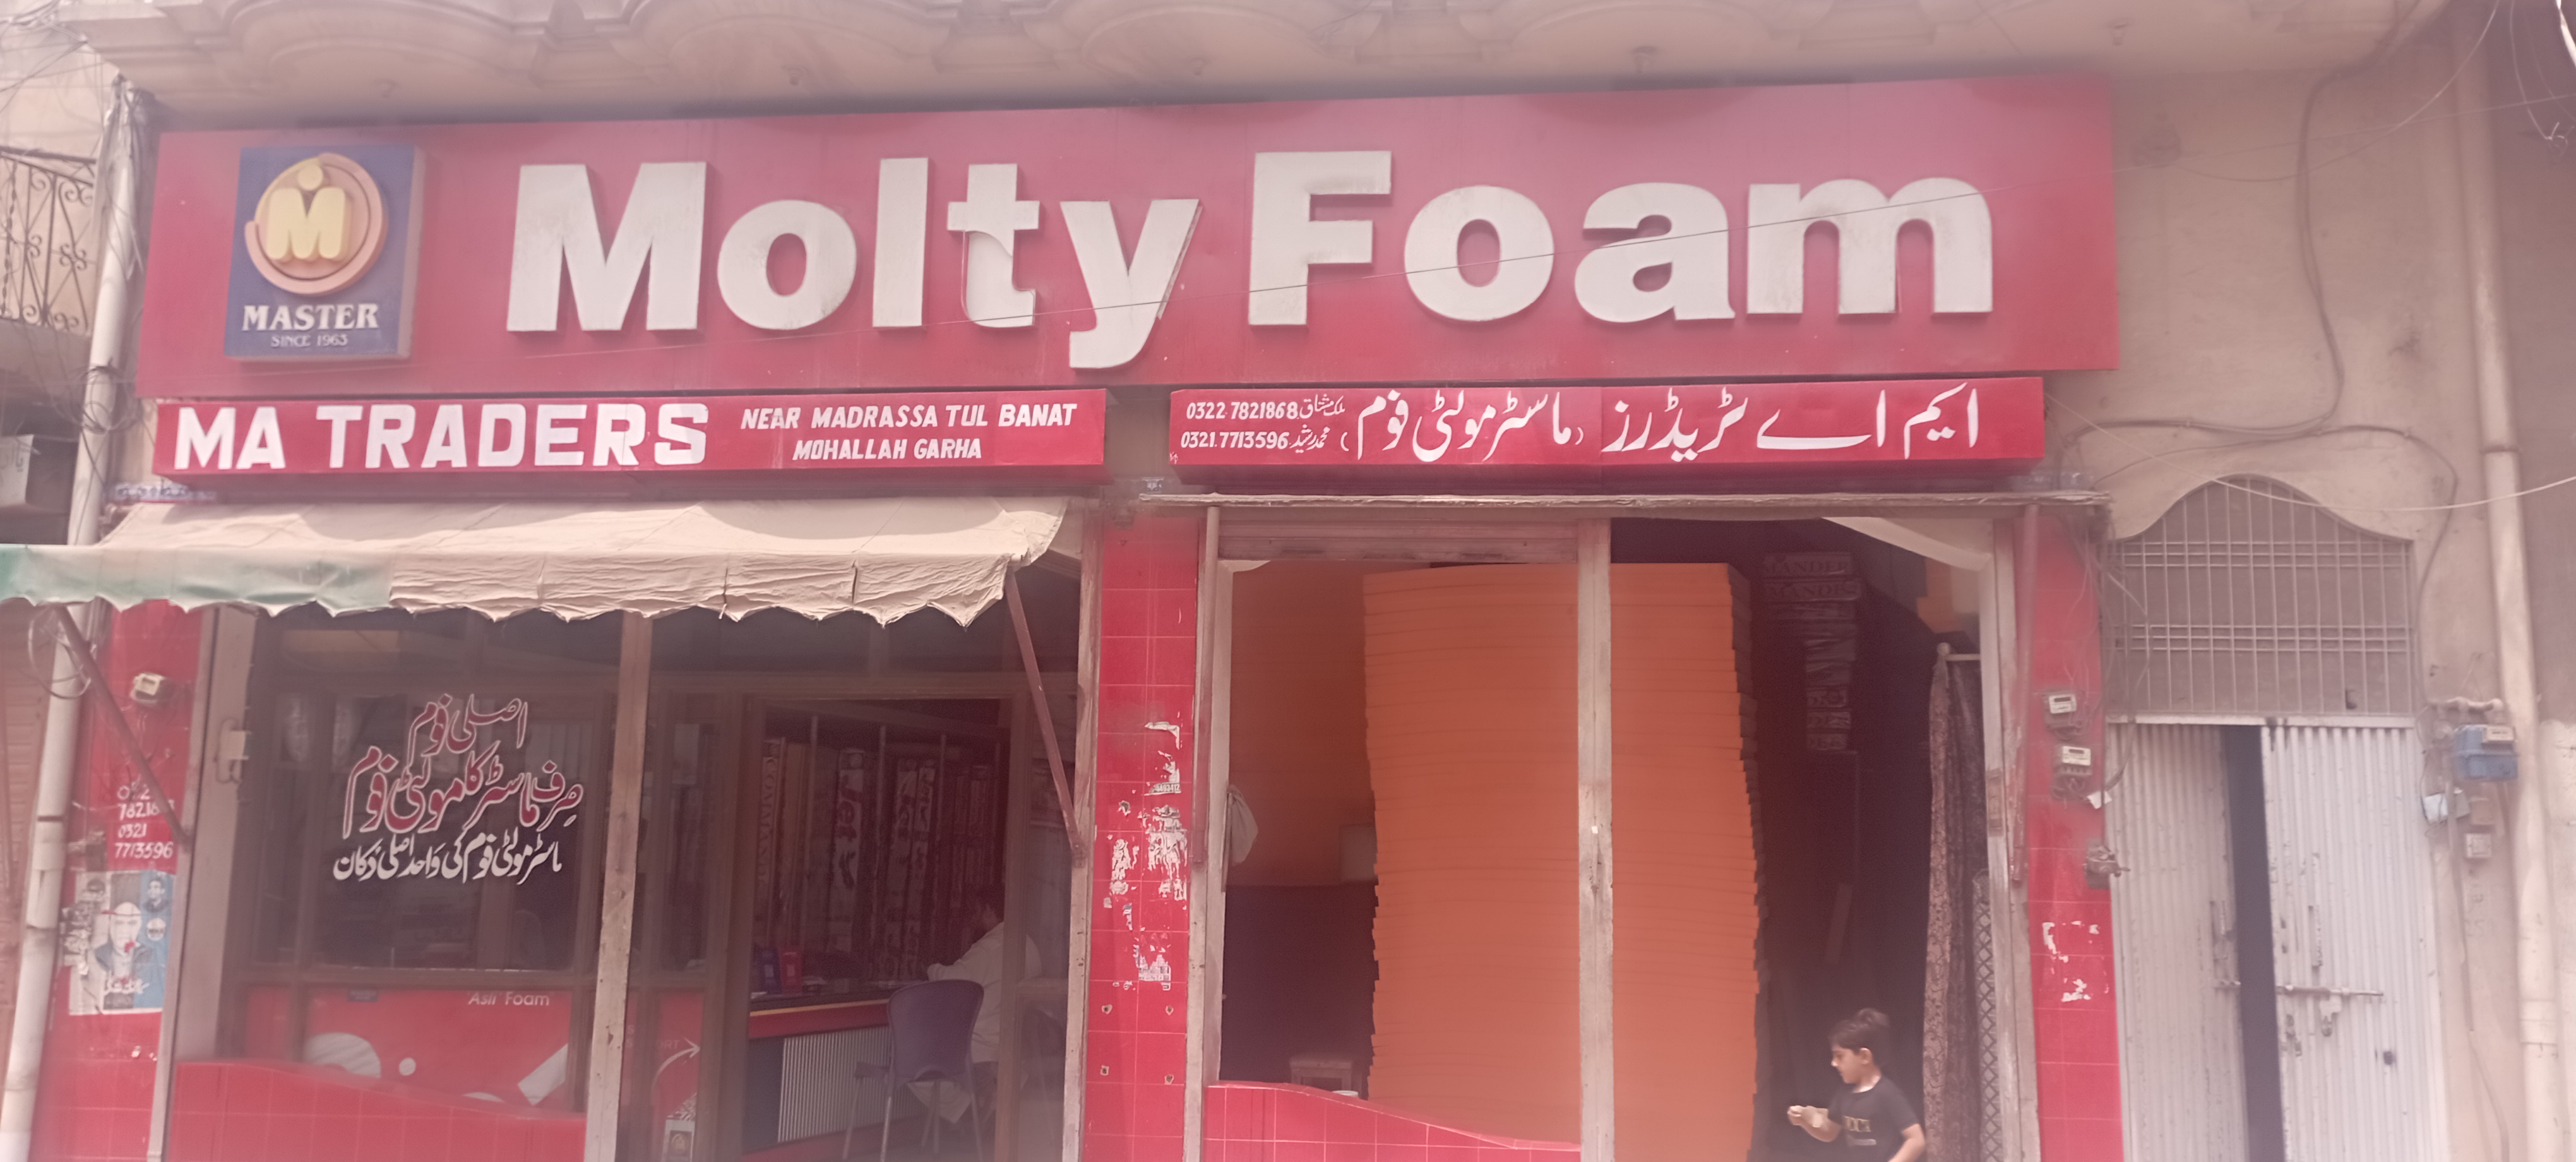 MASTER
SINCE 1963
Molty Foam
MA TRADERS
NEAR MADRASSA TUL BANAT
MOHALLAH GARHA
ایم اے ٹریڈرز (ماسٹر مولٹی فوم)
ملک مشتاق 0322-7821868
محمد رشید 0321.7713596
اصلی فوم
صرف ماسٹر کا مولٹی فوم
ماسٹر مولٹی فوم کی واحد اصلی دکان
0321
7713596
Asli Foam